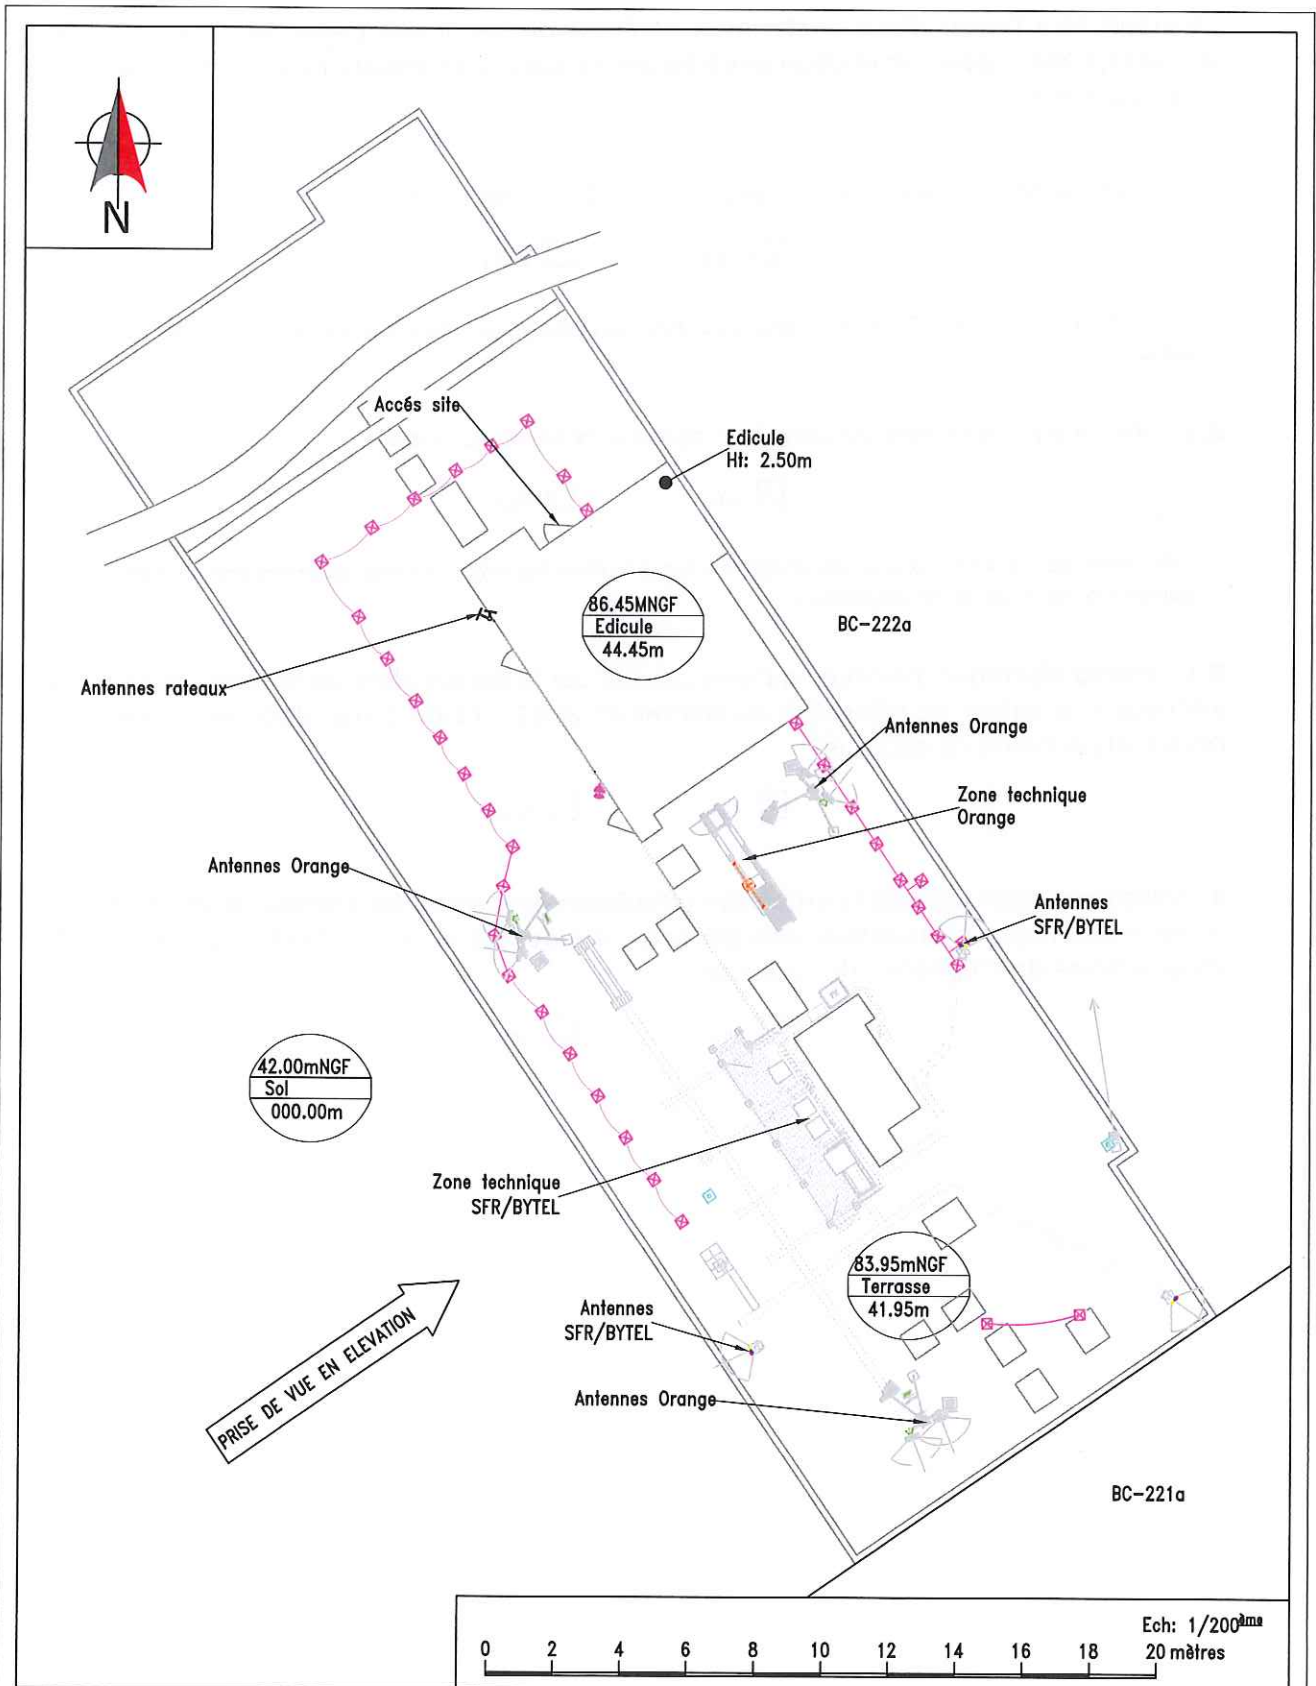 N
Accés site
Edicule
Ht: 2.50m
86.45MNGF
Edicule
44.45m
BC-222a
Antennes rateaux
Antennes Orange
Zone technique
Orange
Antennes Orange
Antennes
SFR/BYTEL
42.00mNGF
Sol
000.00m
Zone technique
SFR/BYTEL
83.95mNGF
Terrasse
41.95m
Antennes
SFR/BYTEL
PRISE DE VUE EN ELEVATION
Antennes Orange
BC-221a
Ech: 1/200ème
0 2 4 6 8 10 12 14 16 18 20 mètres